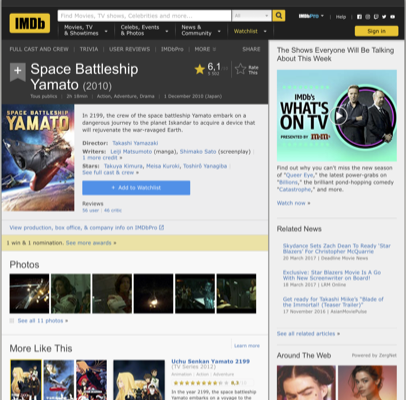 IMDb
Find Movies, TV shows, Celebrities and more...
All
IMDbPro
Help
Movies, TV
& Showtimes
Celebs, Events
& Photos
News &
Community
Watchlist
Sign in
FULL CAST AND CREW | TRIVIA | USER REVIEWS | IMDbPro | MORE
SHARE
Space Battleship
Yamato (2010)
6,1
Rate
This
Tous publics | 2h 18min | Action, Adventure, Drama | 1 December 2010 (Japan)
SPACE BATTLESHIP
YAMATO
In 2199, the crew of the space battleship Yamato embark on a
dangerous journey to the planet Iskandar to acquire a device that
will rejuvenate the war-ravaged Earth.
Director: Takashi Yamazaki
Writers: Leiji Matsumoto (manga), Shimako Sato (screenplay) |
1 more credit »
Stars: Takuya Kimura, Meisa Kuroki, Toshirô Yanagiba |
See full cast & crew »
+ Add to Watchlist
Reviews
36 user | 46 critic
View production, box office, & company info on IMDbPro
1 win & 1 nomination. See more awards »
Photos
See all 11 photos »
More Like This
Learn more
Uchu Senkan Yamato 2199
(TV Series 2012)
Animation | Action | Adventure
8,3
In the year 2199, the space battleship
Yamato embarks on a voyage to the
The Shows Everyone Will Be Talking
About This Week
IMDb's
WHAT'S
ON TV
PRESENTED BY
Find out why you can't miss the new season
of "Queer Eye," the latest power-grabs on
"Britons," the brilliant pond-hopping comedy
"Catastrophe," and more.
Watch now »
Related News
Skydance Sets Zach Dean To Ready 'Star
Blazers' For Christopher McQuarrie
20 March 2017 | Deadline Movie News
Exclusive: Star Blazers Movie Is A Go
With New Screenwriter on Board!
18 March 2017 | LRM Online
Get ready for Takashi Miike's "Blade of
the Immortal! (Teaser Trailer)"
17 November 2016 | AsianMoviePulse
See all related articles »
Around The Web
Powered by ZergNet